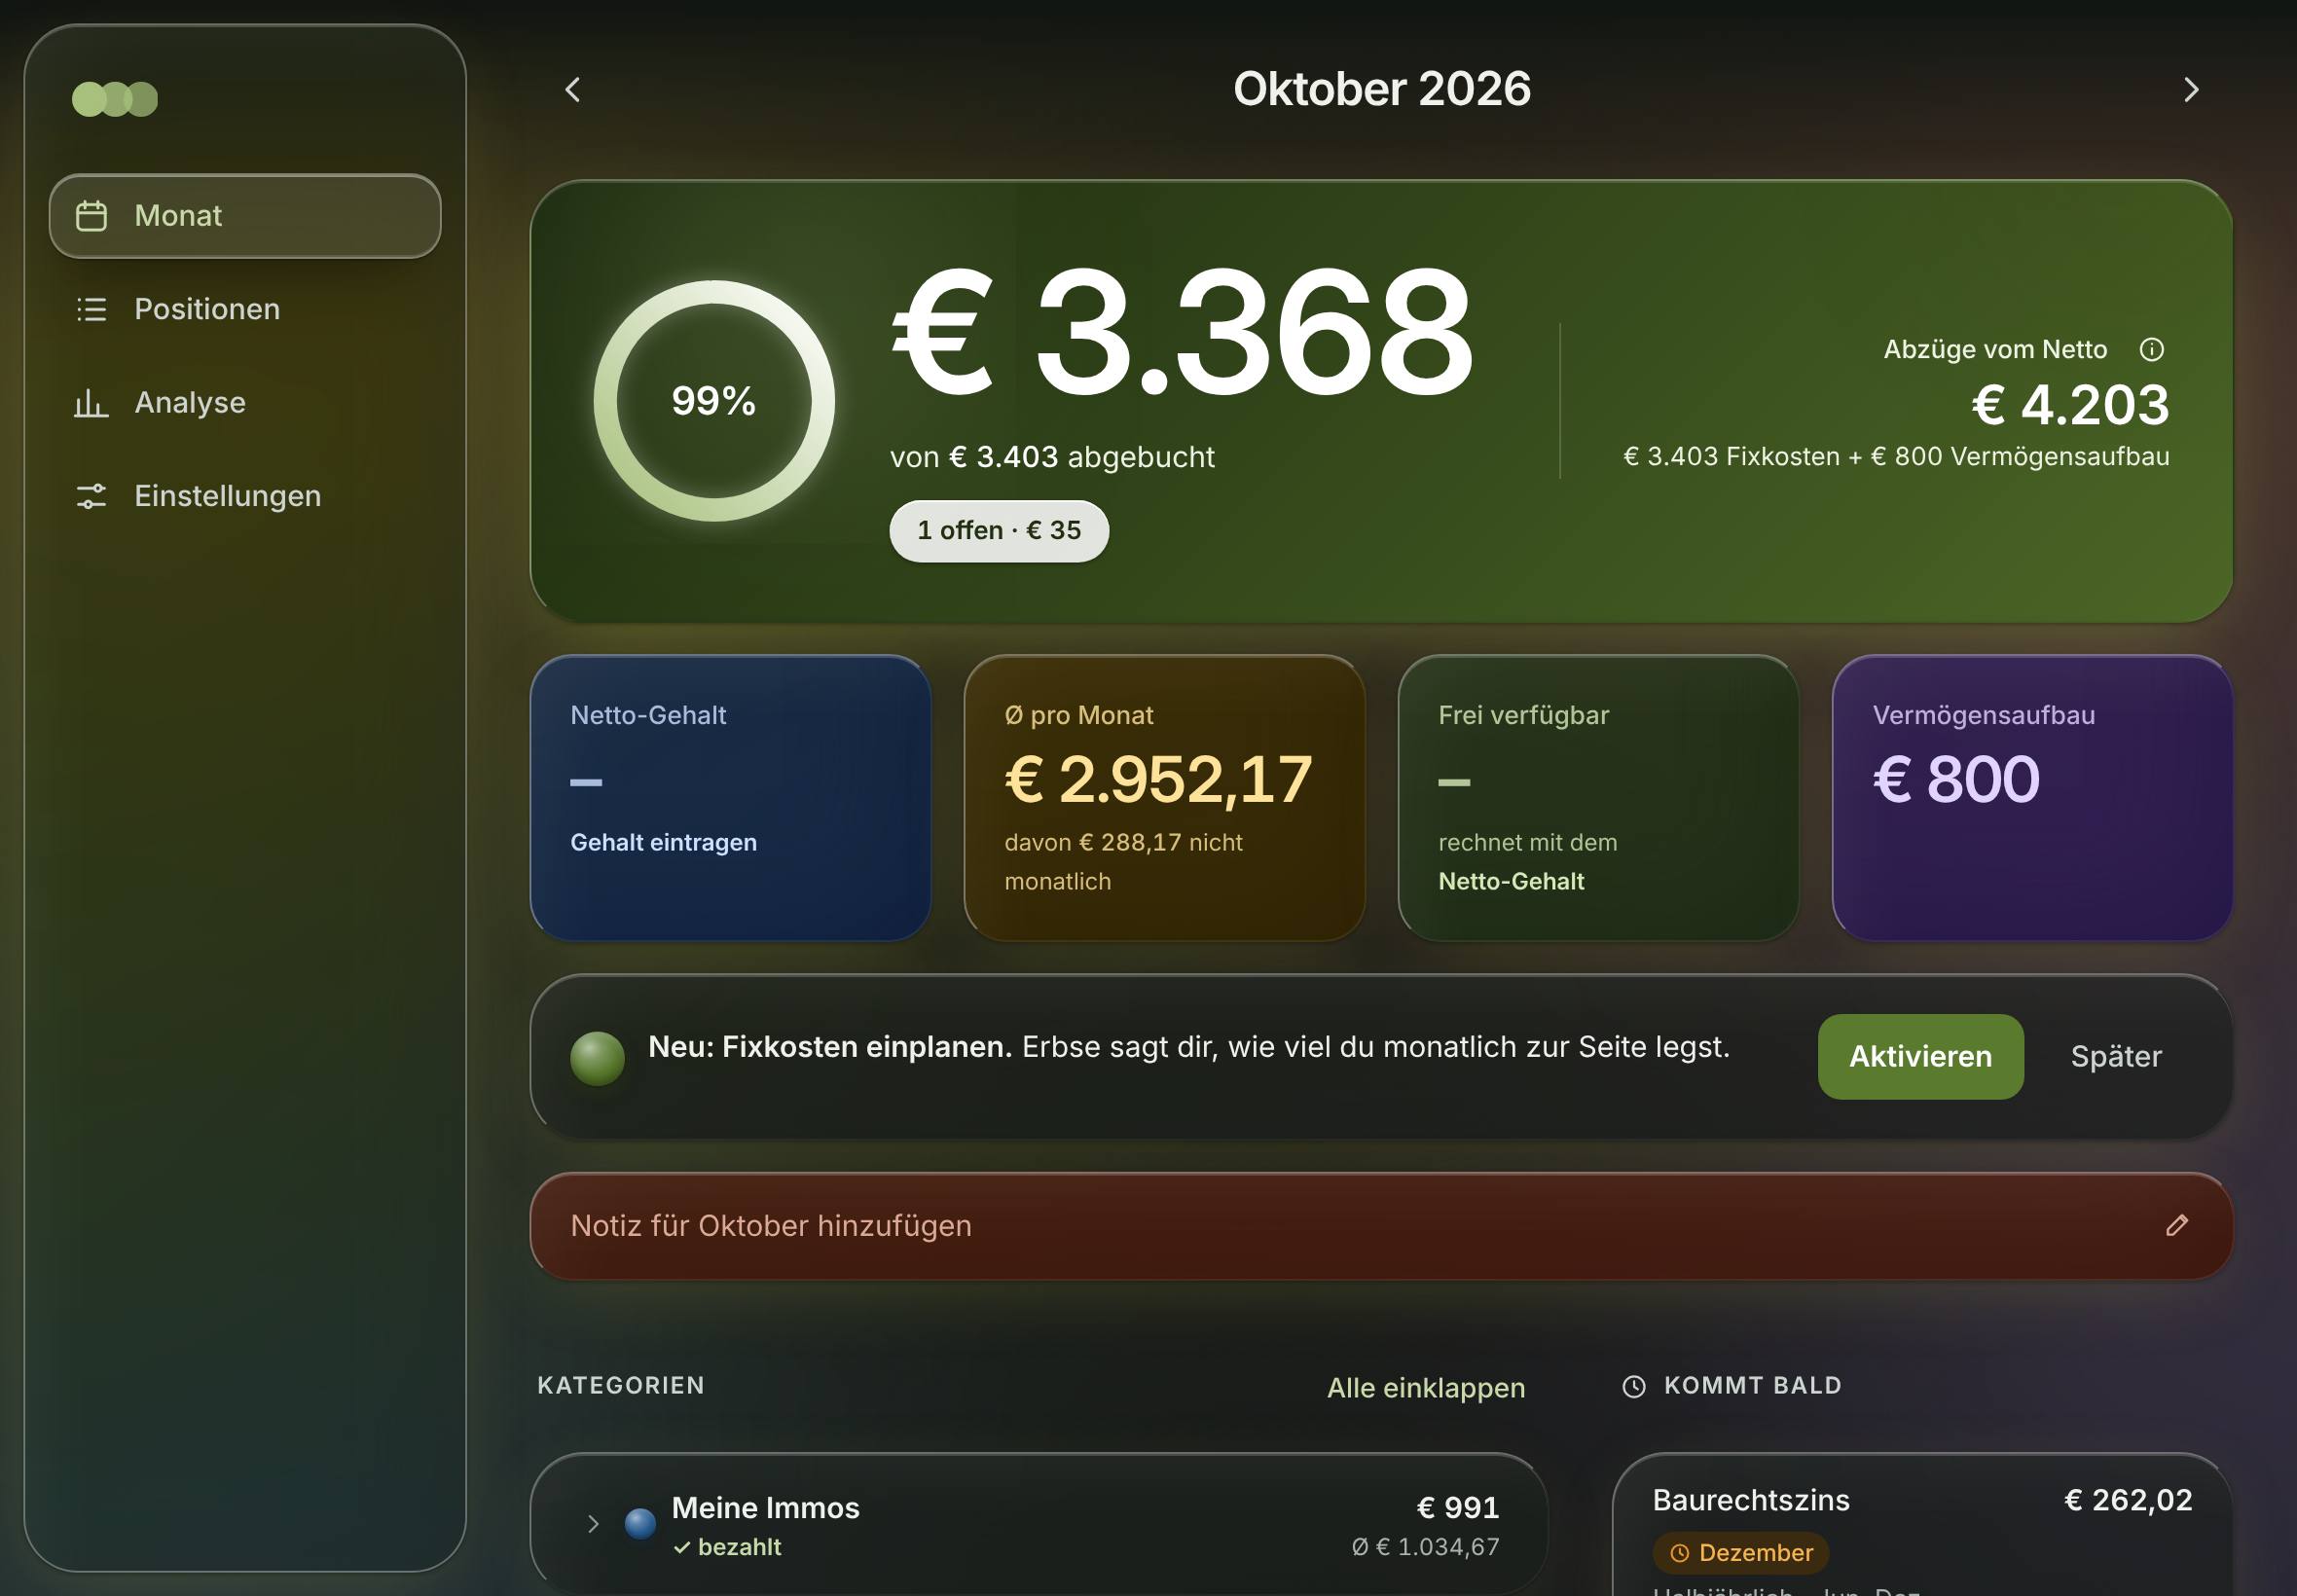 Oktober 2026
Monat
Positionen
Analyse
Einstellungen
99%
€ 3.368
von € 3.403 abgebucht
1 offen · € 35
Abzüge vom Netto
€ 4.203
€ 3.403 Fixkosten + € 800 Vermögensaufbau
Netto-Gehalt
–
Gehalt eintragen
Ø pro Monat
€ 2.952,17
davon € 288,17 nicht
monatlich
Frei verfügbar
–
rechnet mit dem
Netto-Gehalt
Vermögensaufbau
€ 800
Neu: Fixkosten einplanen. Erbse sagt dir, wie viel du monatlich zur Seite legst.
Aktivieren
Später
Notiz für Oktober hinzufügen
KATEGORIEN
Alle einklappen
Meine Immos
€ 991
✓ bezahlt
Ø € 1.034,67
KOMMT BALD
Baurechtszins
€ 262,02
Dezember